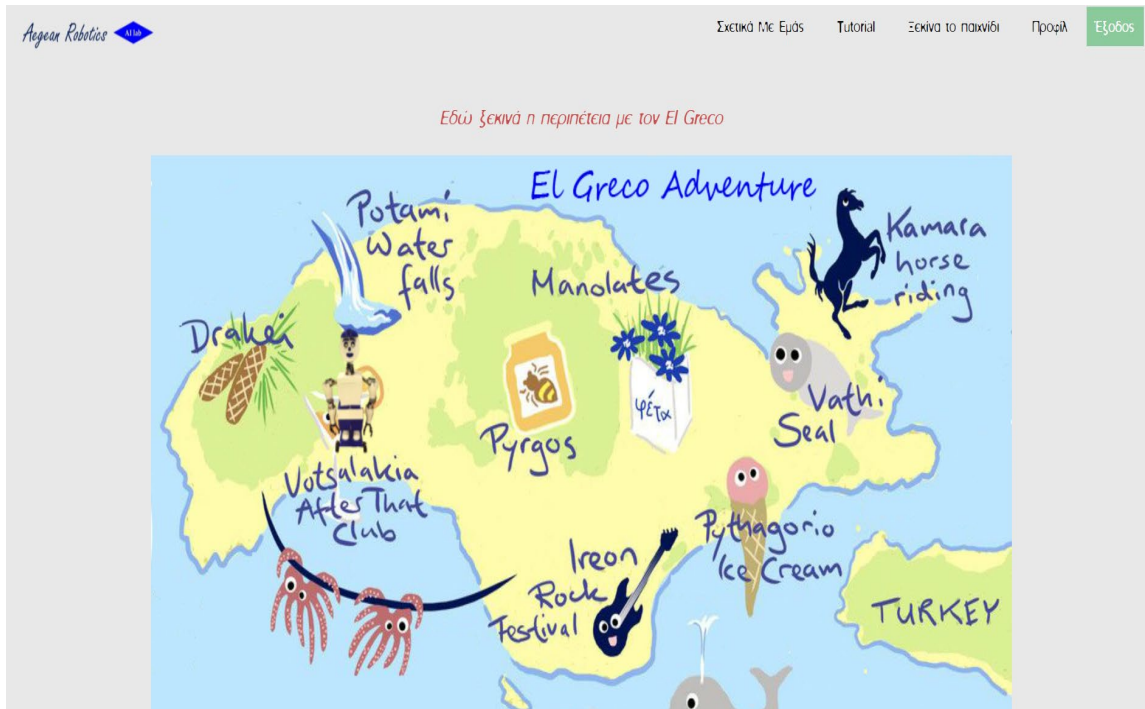 Aegean Robotics AI lab
Σχετικά Με Εμάς Tutorial Ξεκίνα το παιχνίδι Προφίλ Έξοδος
Εδώ ξεκινά η περιπέτεια με τον El Greco
El Greco Adventure
Potami
Water
falls
Kamara
horse
riding
Manolates
Drakei
φέτα
Vathi
Seal
Pyrgos
Votsalakia
After That
Club
Pythagorio
Ice Cream
Ireon
Rock
Festival
TURKEY